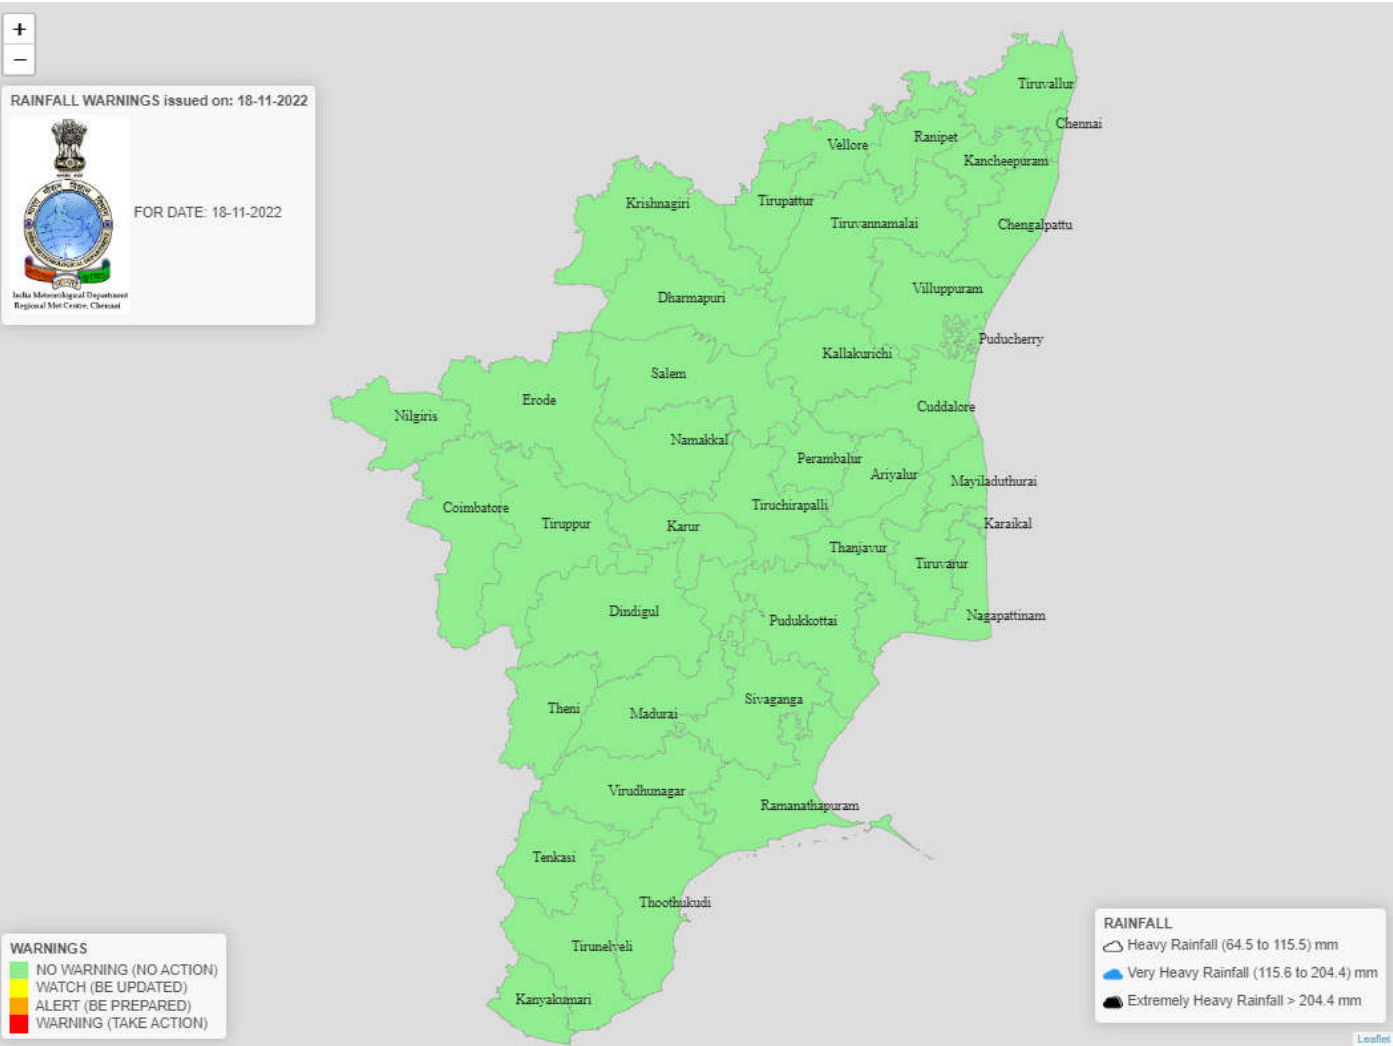 +
−
RAINFALL WARNINGS issued on: 18-11-2022
FOR DATE: 18-11-2022
India Meteorological Department
Regional Met Centre, Chennai
Tiruvallur
Chennai
Ranipet
Vellore
Kancheepuram
Tirupattur
Krishnagiri
Tiruvannamalai
Chengalpattu
Villuppuram
Dharmapuri
Puducherry
Kallakurichi
Salem
Erode
Cuddalore
Nilgiris
Namakkal
Perambalur
Ariyalur
Mayiladuthurai
Coimbatore
Tiruchirapalli
Tiruppur
Karur
Karaikal
Thanjavur
Tiruvarur
Dindigul
Pudukkottai
Nagapattinam
Sivaganga
Theni
Madurai
Virudhunagar
Ramanathapuram
Tenkasi
Thoothukudi
Tirunelveli
Kanyakumari
WARNINGS
NO WARNING (NO ACTION)
WATCH (BE UPDATED)
ALERT (BE PREPARED)
WARNING (TAKE ACTION)
RAINFALL
Heavy Rainfall (64.5 to 115.5) mm
Very Heavy Rainfall (115.6 to 204.4) mm
Extremely Heavy Rainfall > 204.4 mm
Leaflet